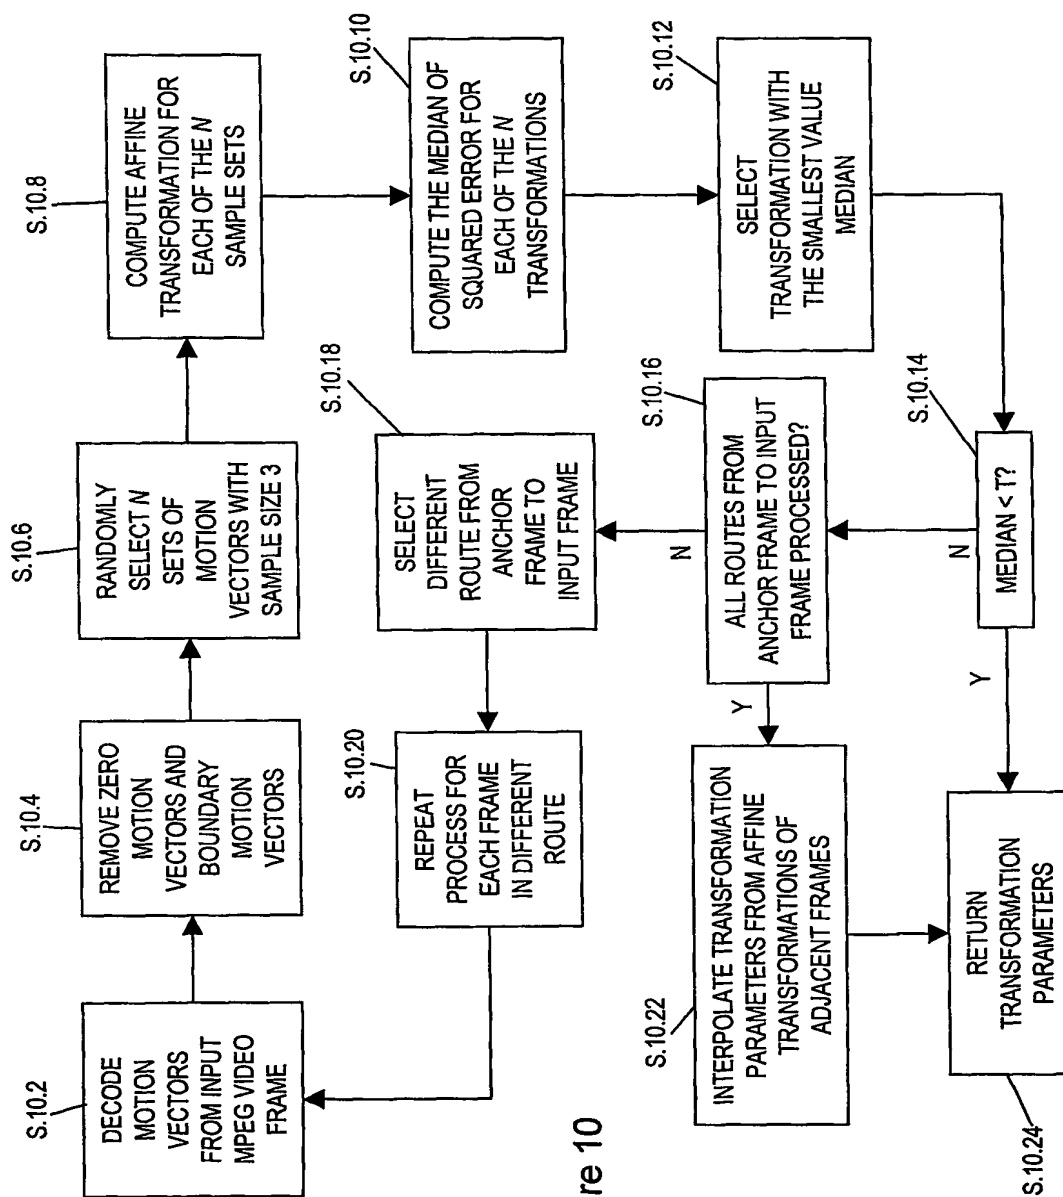 S.10.2
DECODE
MOTION
VECTORS
FROM INPUT
MPEG VIDEO
FRAME
S.10.4
REMOVE ZERO
MOTION
VECTORS AND
BOUNDARY
MOTION
VECTORS
S.10.6
RANDOMLY
SELECT N
SETS OF
MOTION
VECTORS WITH
SAMPLE SIZE 3
S.10.8
COMPUTE AFFINE
TRANSFORMATION FOR
EACH OF THE N
SAMPLE SETS
S.10.10
COMPUTE THE MEDIAN OF
SQUARED ERROR FOR
EACH OF THE N
TRANSFORMATIONS
S.10.12
SELECT
TRANSFORMATION WITH
THE SMALLEST VALUE
MEDIAN
S.10.14
MEDIAN < T?
N
Y
S.10.16
ALL ROUTES FROM
ANCHOR FRAME TO INPUT
FRAME PROCESSED?
N
Y
S.10.18
SELECT
DIFFERENT
ROUTE FROM
ANCHOR
FRAME TO
INPUT FRAME
S.10.20
REPEAT
PROCESS FOR
EACH FRAME
IN DIFFERENT
ROUTE
S.10.22
INTERPOLATE TRANSFORMATION
PARAMETERS FROM AFFINE
TRANSFORMATIONS OF
ADJACENT FRAMES
S.10.24
RETURN
TRANSFORMATION
PARAMETERS
re 10